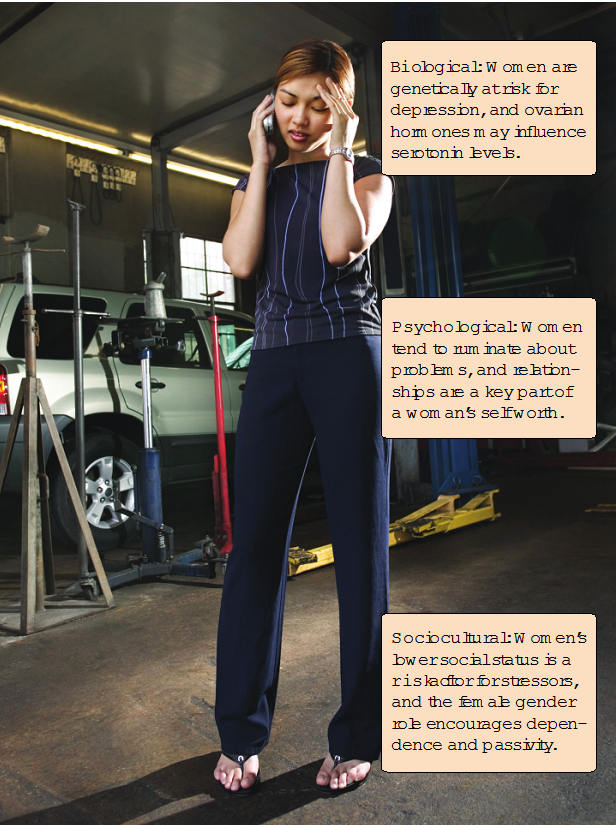 Biological: Women are
genetically at risk for
depression, and ovarian
hormones may influence
serotonin levels.
Psychological: Women
tend to ruminate about
problems, and relation-
ships are a key part of
a woman's self worth.
Sociocultural: Women's
lower social status is a
risk factor for stressors,
and the female gender
role encourages depen-
dence and passivity.